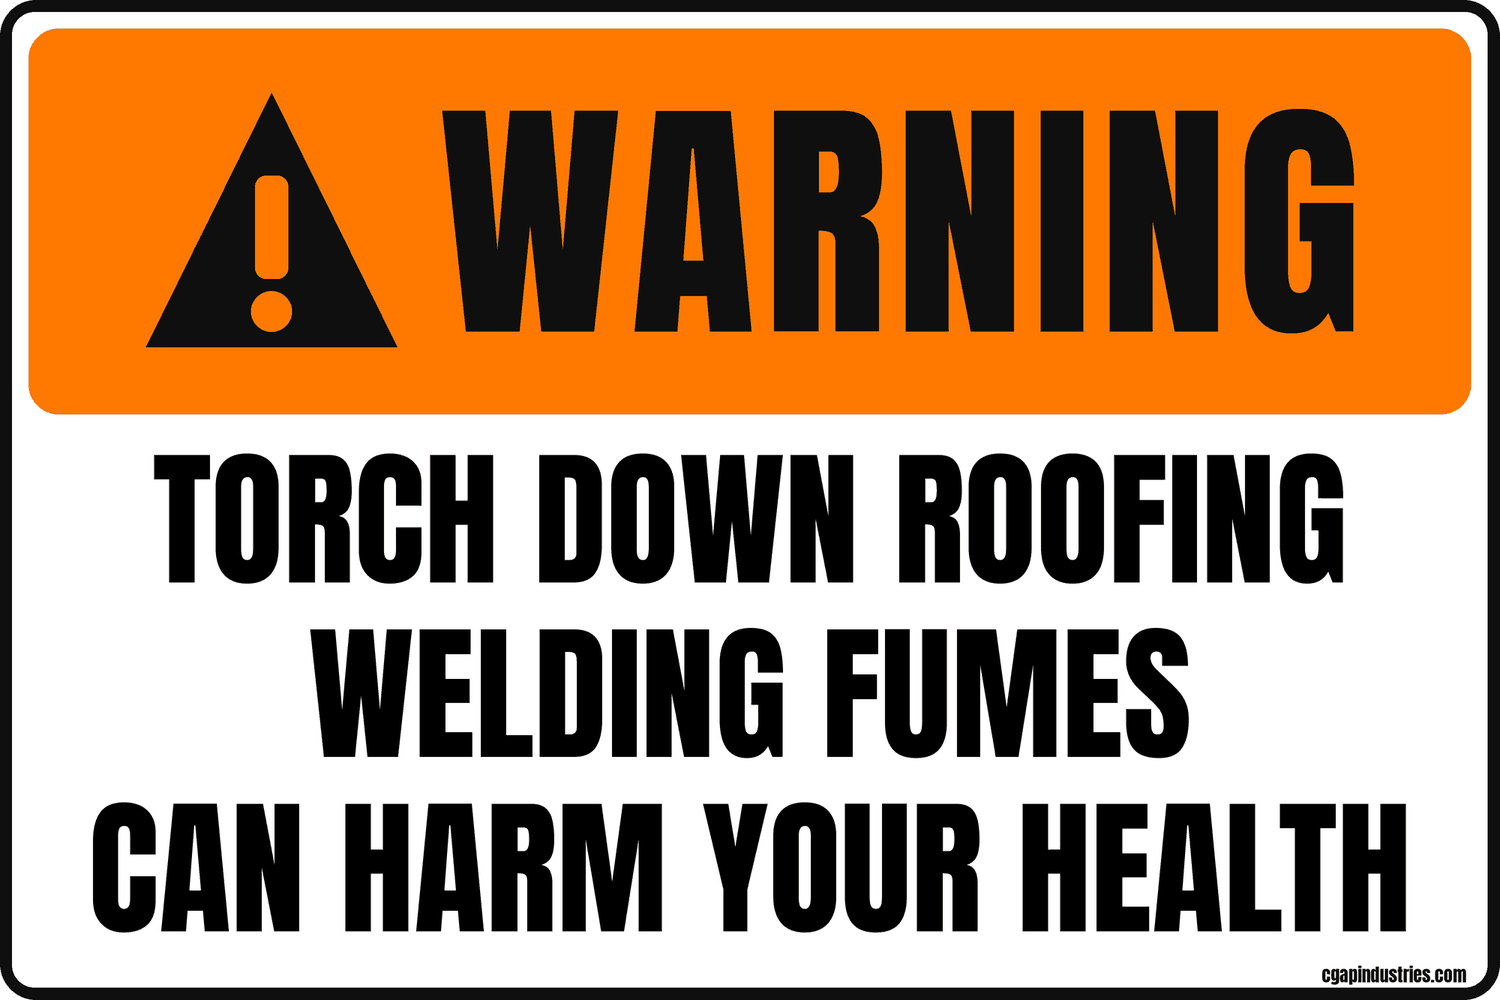 WARNING
TORCH DOWN ROOFING
WELDING FUMES
CAN HARM YOUR HEALTH
cgapindustries.com